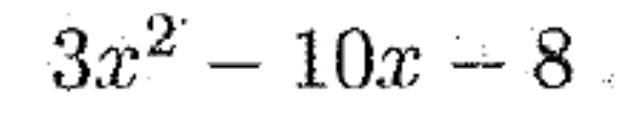 3x² − 10x − 8